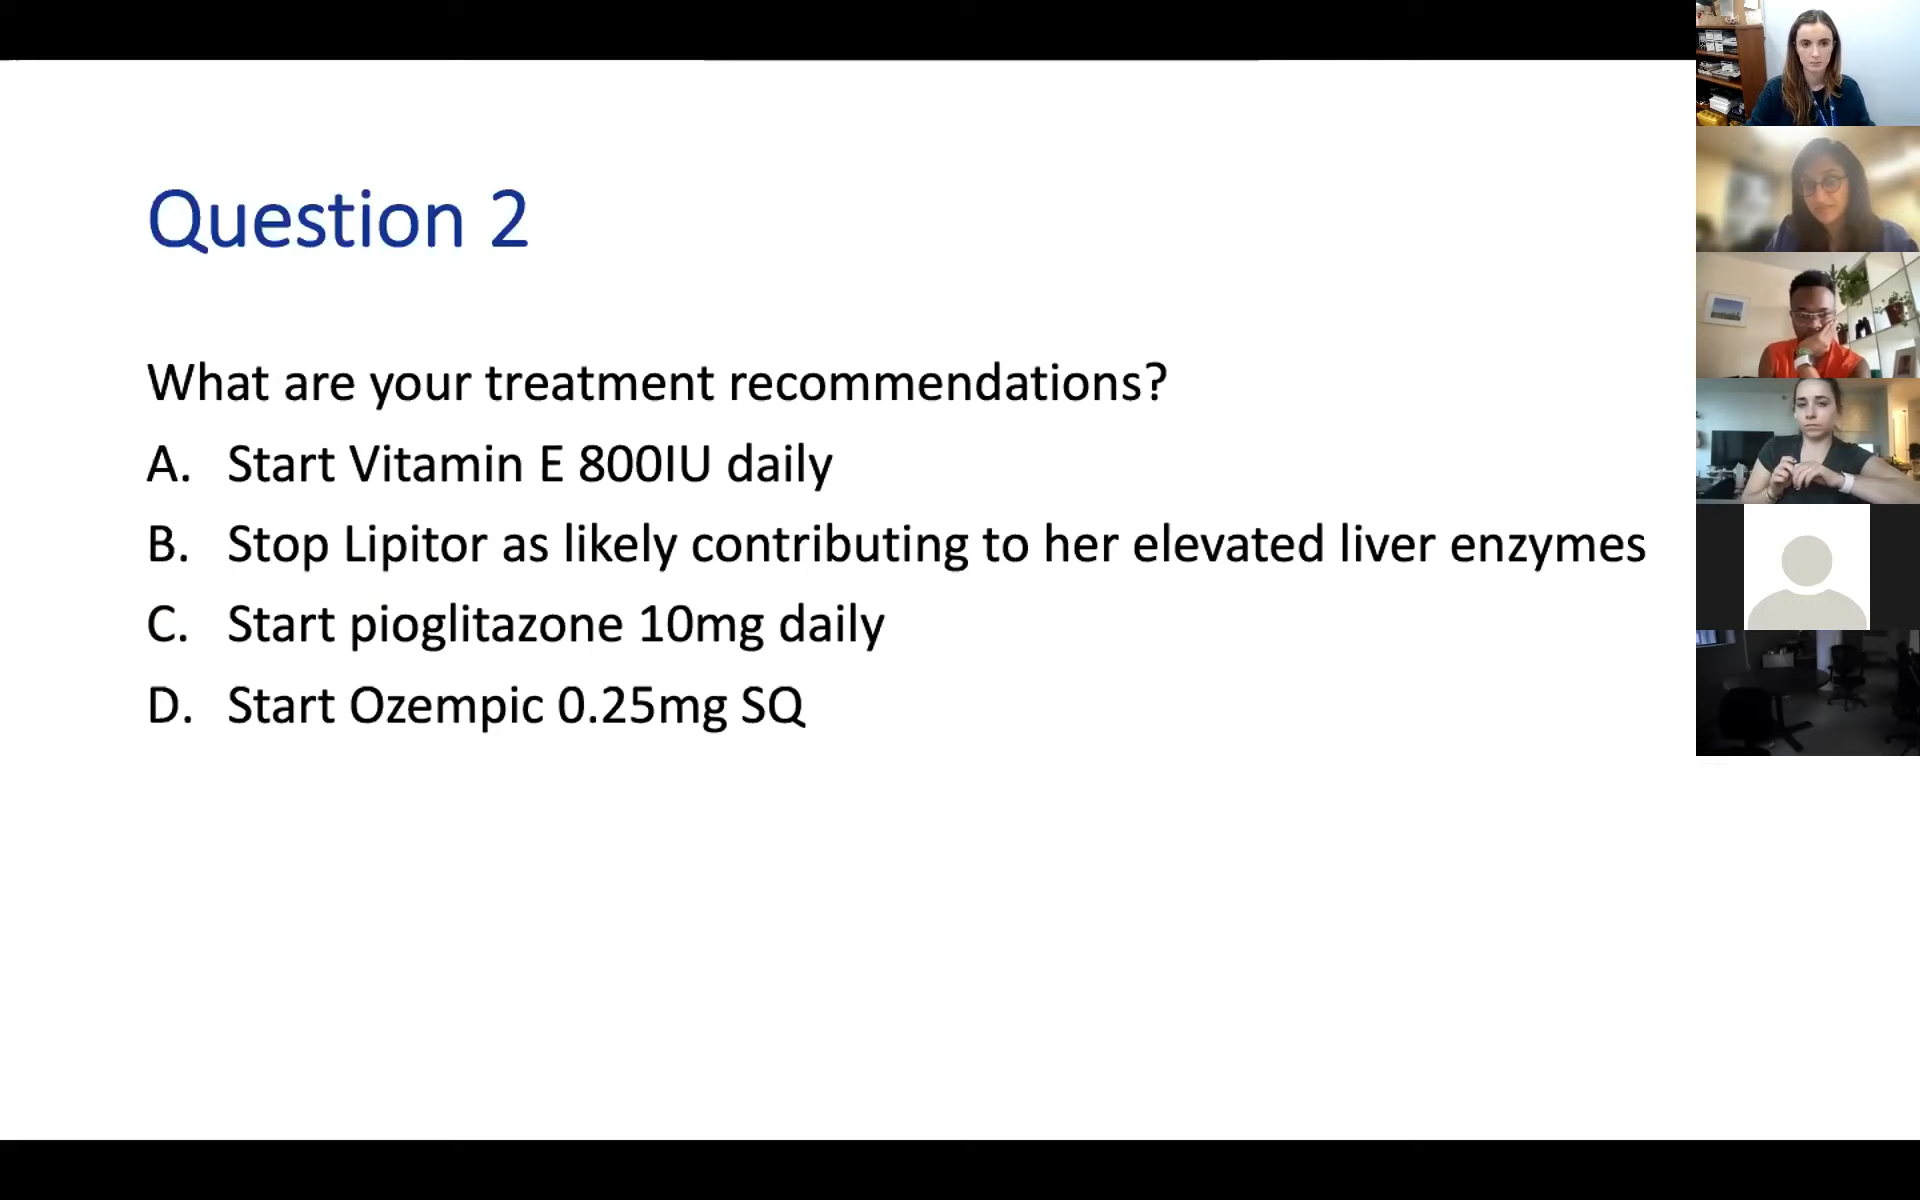 Question 2
What are your treatment recommendations?
A. Start Vitamin E 800IU daily
B. Stop Lipitor as likely contributing to her elevated liver enzymes
C. Start pioglitazone 10mg daily
D. Start Ozempic 0.25mg SQ